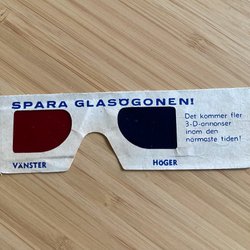 SPARA GLASÖGONEN!
Det kommer fler
3-D-annonser
inom den
närmaste tiden!
VÄNSTER
HÖGER